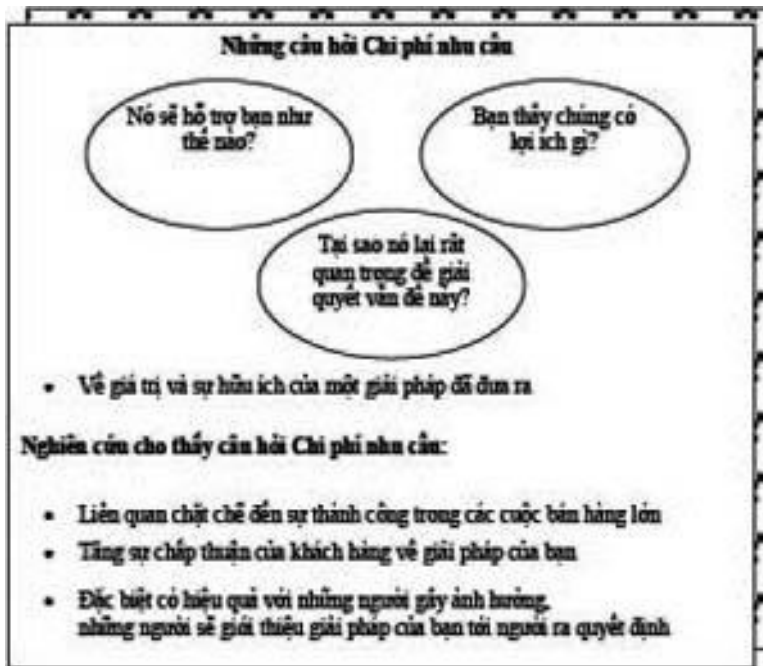 Những câu hỏi Chi phí nhu cầu
Nó sẽ hỗ trợ bạn như
thế nào?
Bạn thấy chúng có
lợi ích gì?
Tại sao nó lại rất
quan trọng để giải
quyết vấn đề này?
• Về giá trị và sự hữu ích của một giải pháp đã đưa ra
Nghiên cứu cho thấy câu hỏi Chi phí nhu cầu:
• Liên quan chặt chẽ đến sự thành công trong các cuộc bán hàng lớn
• Tăng sự chấp thuận của khách hàng về giải pháp của bạn
• Đặc biệt có hiệu quả với những người gây ảnh hưởng,
những người sẽ giới thiệu giải pháp của bạn tới người ra quyết định